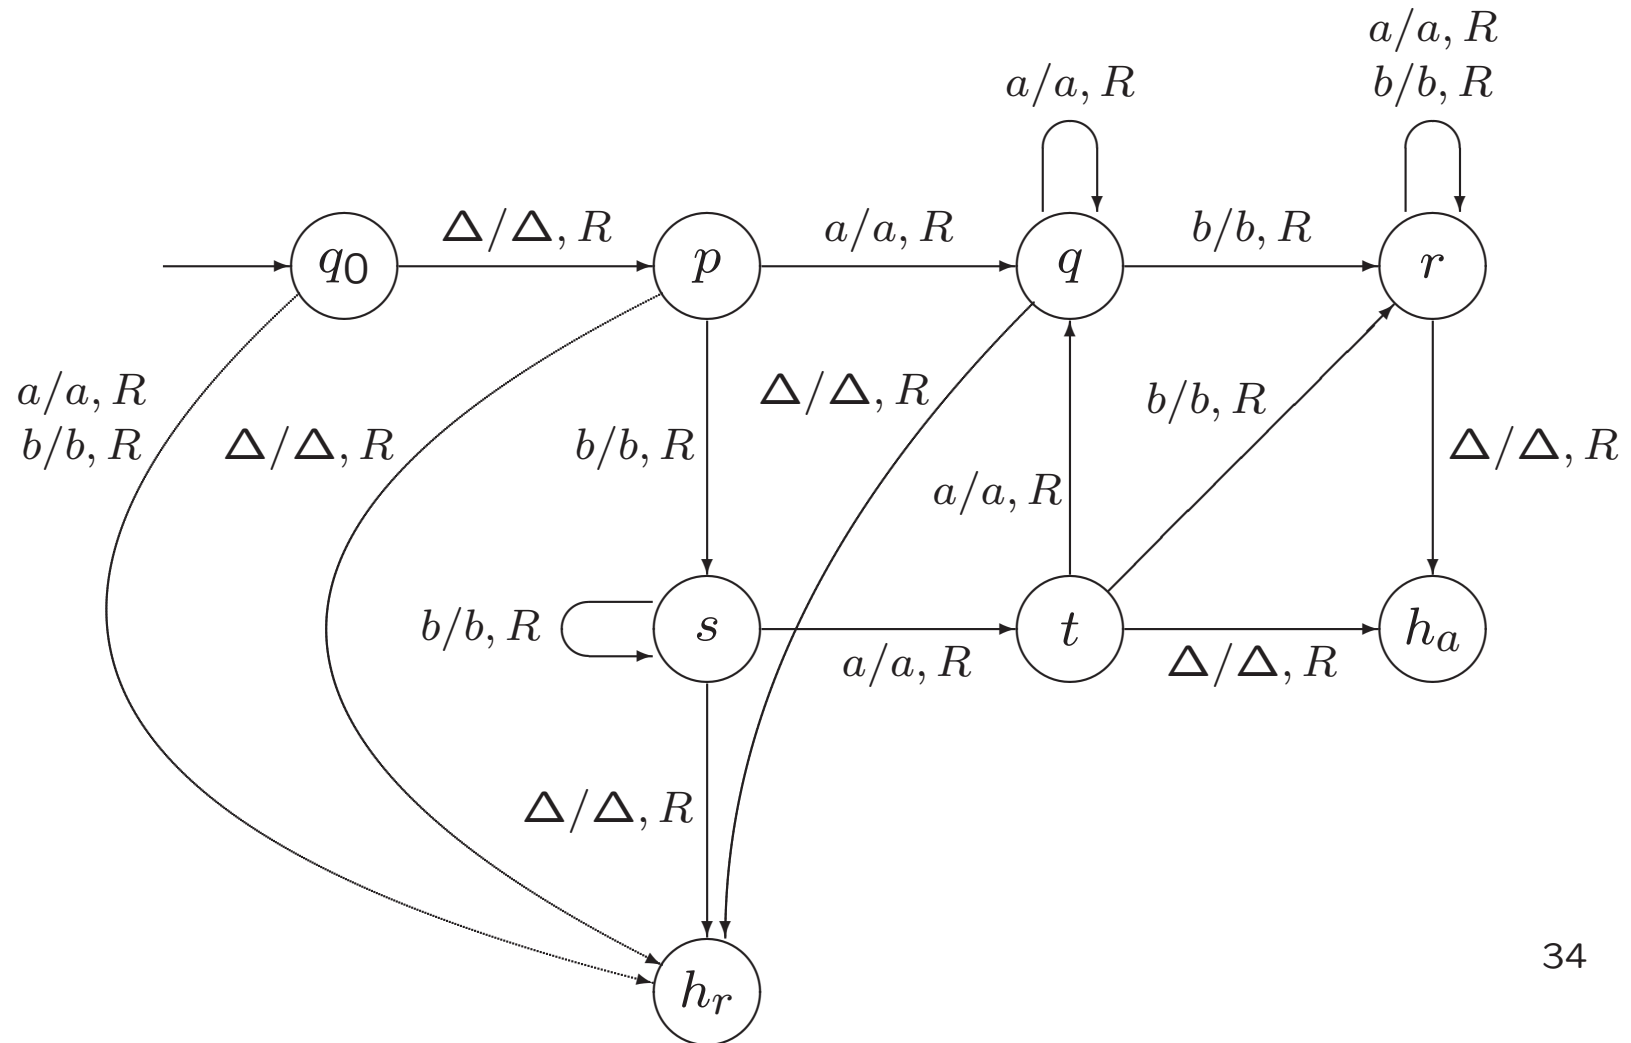 a/a, R
b/b, R
a/a, R
q0
Δ/Δ, R
p
a/a, R
q
b/b, R
r
a/a, R
b/b, R
Δ/Δ, R
b/b, R
Δ/Δ, R
a/a, R
b/b, R
Δ/Δ, R
b/b, R
s
a/a, R
t
Δ/Δ, R
ha
Δ/Δ, R
hr
34